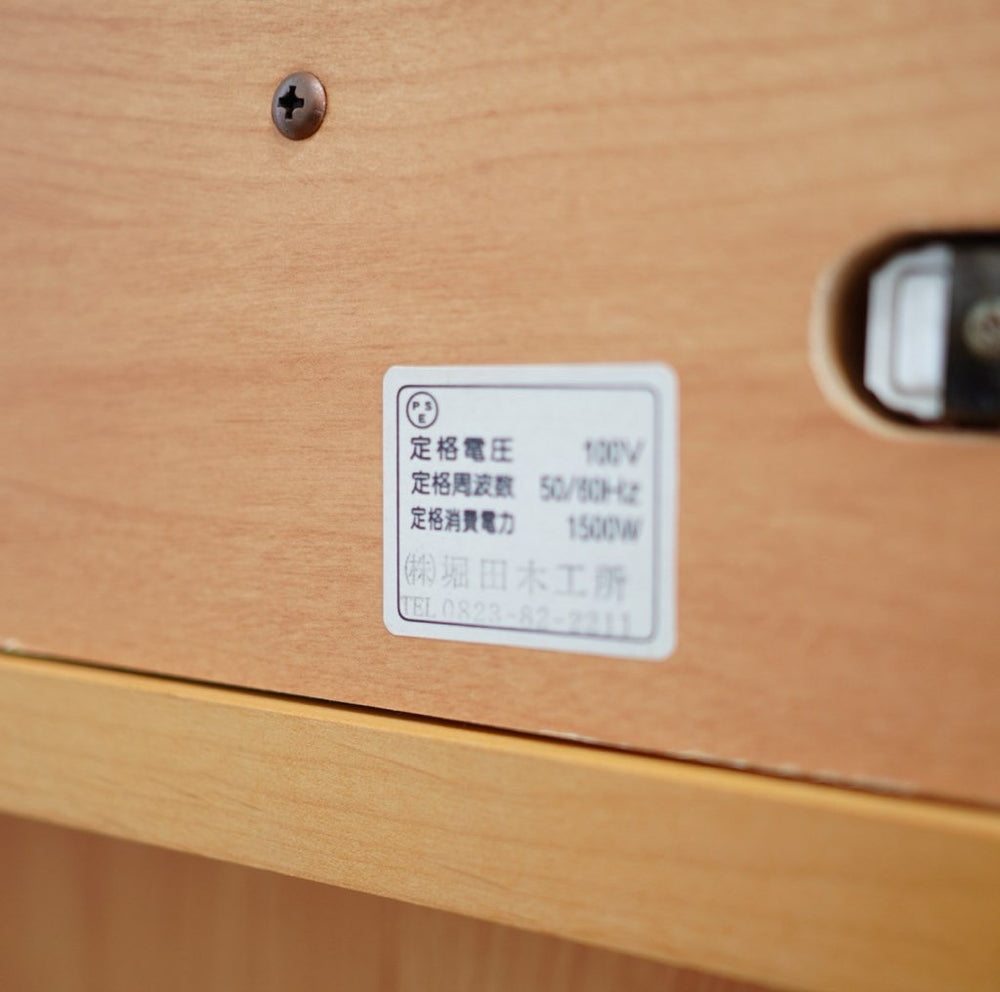 PSE
定格電圧 100V
定格周波数 50/60Hz
定格消費電力 1500W
(株)堀田木工所
TEL 0823-82-2211